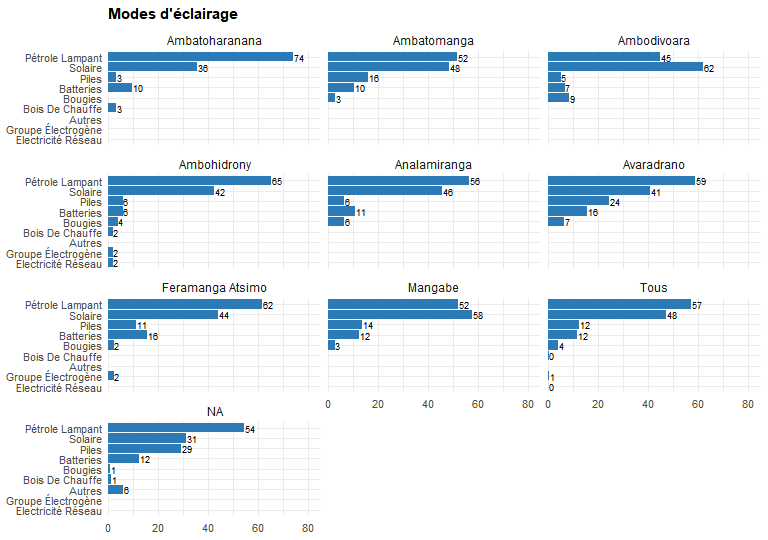 Modes d'éclairage
Ambatoharanana Ambatomanga Ambodivoara
Pétrole Lampant 74 52 45
Solaire 36 48 62
Piles 3 16 5
Batteries 10 10 7
Bougies 3 9
Bois De Chauffe 3
Autres
Groupe Électrogène
Electricité Réseau
Ambohidrony Analamiranga Avaradrano
Pétrole Lampant 65 56 59
Solaire 42 46 41
Piles 6 6 24
Batteries 6 11 16
Bougies 4 6 7
Bois De Chauffe 2
Autres
Groupe Électrogène 2
Electricité Réseau 2
Feramanga Atsimo Mangabe Tous
Pétrole Lampant 62 52 57
Solaire 44 58 48
Piles 11 14 12
Batteries 16 12 12
Bougies 2 3 4
Bois De Chauffe 0
Autres
Groupe Électrogène 2 1
Electricité Réseau 0
0 20 40 60 80 0 20 40 60 80
NA
Pétrole Lampant 54
Solaire 31
Piles 29
Batteries 12
Bougies 1
Bois De Chauffe 1
Autres 6
Groupe Électrogène
Electricité Réseau
0 20 40 60 80